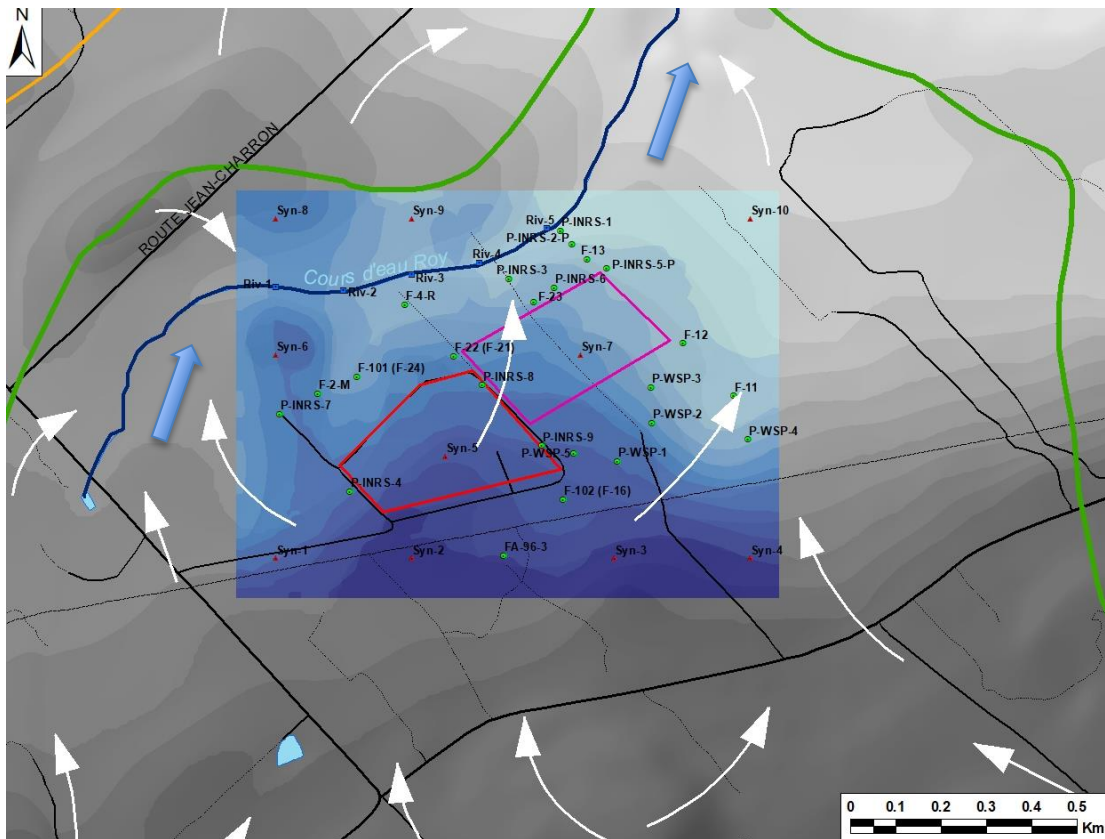 N
ROUTE JEAN-CHARRON
Syn-8
Syn-9
Syn-10
Riv-5
P-INRS-1
P-INRS-2-P
F-13
Riv-4
P-INRS-5-P
Cours d'eau Roy
Riv-3
P-INRS-3
P-INRS-6
Riv-1
Riv-2
F-4-R
F-23
Syn-6
F-22 (F-21)
Syn-7
F-12
F-101 (F-24)
P-INRS-8
P-WSP-3
F-2-M
F-11
P-INRS-7
P-WSP-2
P-WSP-4
P-INRS-9
Syn-5
P-WSP-5
P-WSP-1
P-INRS-4
F-102 (F-16)
Syn-1
Syn-2
FA-96-3
Syn-3
Syn-4
0 0.1 0.2 0.3 0.4 0.5
Km